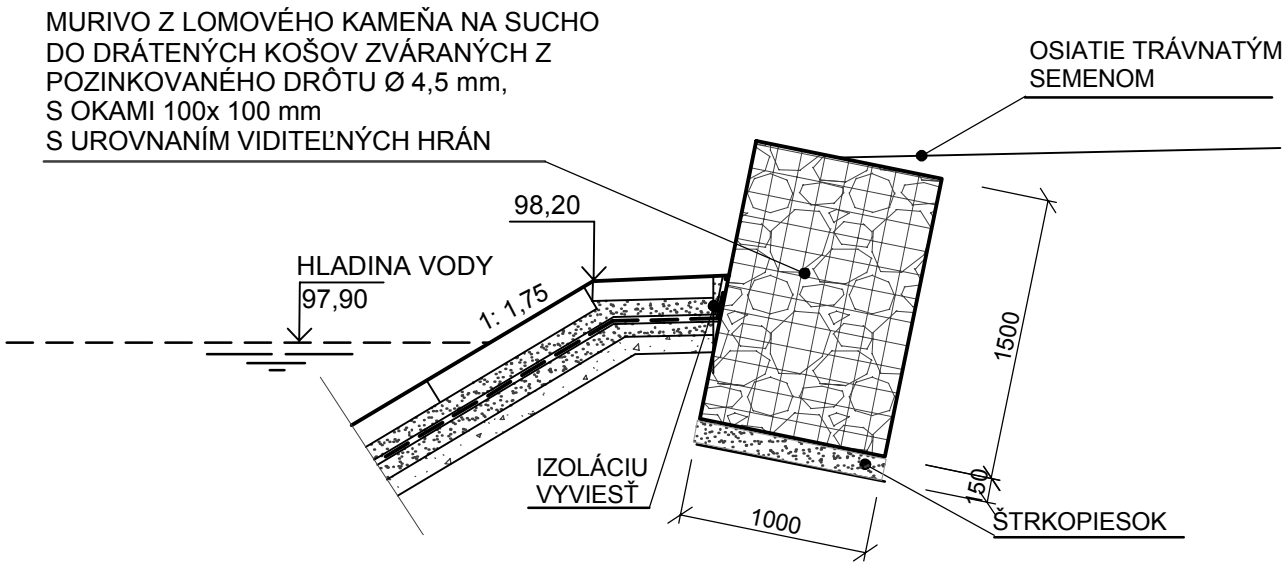 MURIVO Z LOMOVÉHO KAMEŇA NA SUCHO
DO DRÁTENÝCH KOŠOV ZVÁRANÝCH Z
POZINKOVANÉHO DRÔTU Ø 4,5 mm,
S OKAMI 100x 100 mm
S UROVNANÍM VIDITEĽNÝCH HRÁN
OSIATIE TRÁVNATÝM
SEMENOM
98,20
HLADINA VODY
97,90
1: 1,75
1500
IZOLÁCIU
VYVIESŤ
150
1000
ŠTRKOPIESOK